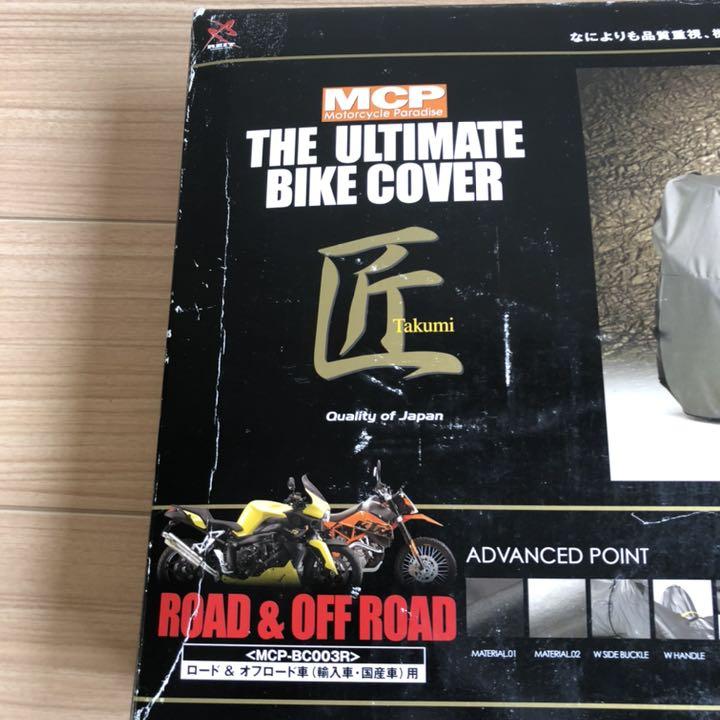 REIT
なによりも品質重視、
MCP
Motorcycle Paradise
THE ULTIMATE
BIKE COVER
匠
Takumi
Quality of Japan
KTM
ADVANCED POINT
MATERIAL.01 MATERIAL.02 W SIDE BUCKLE W HANDLE
ROAD & OFF ROAD
<MCP-BC003R>
ロード & オフロード車(輸入車・国産車)用